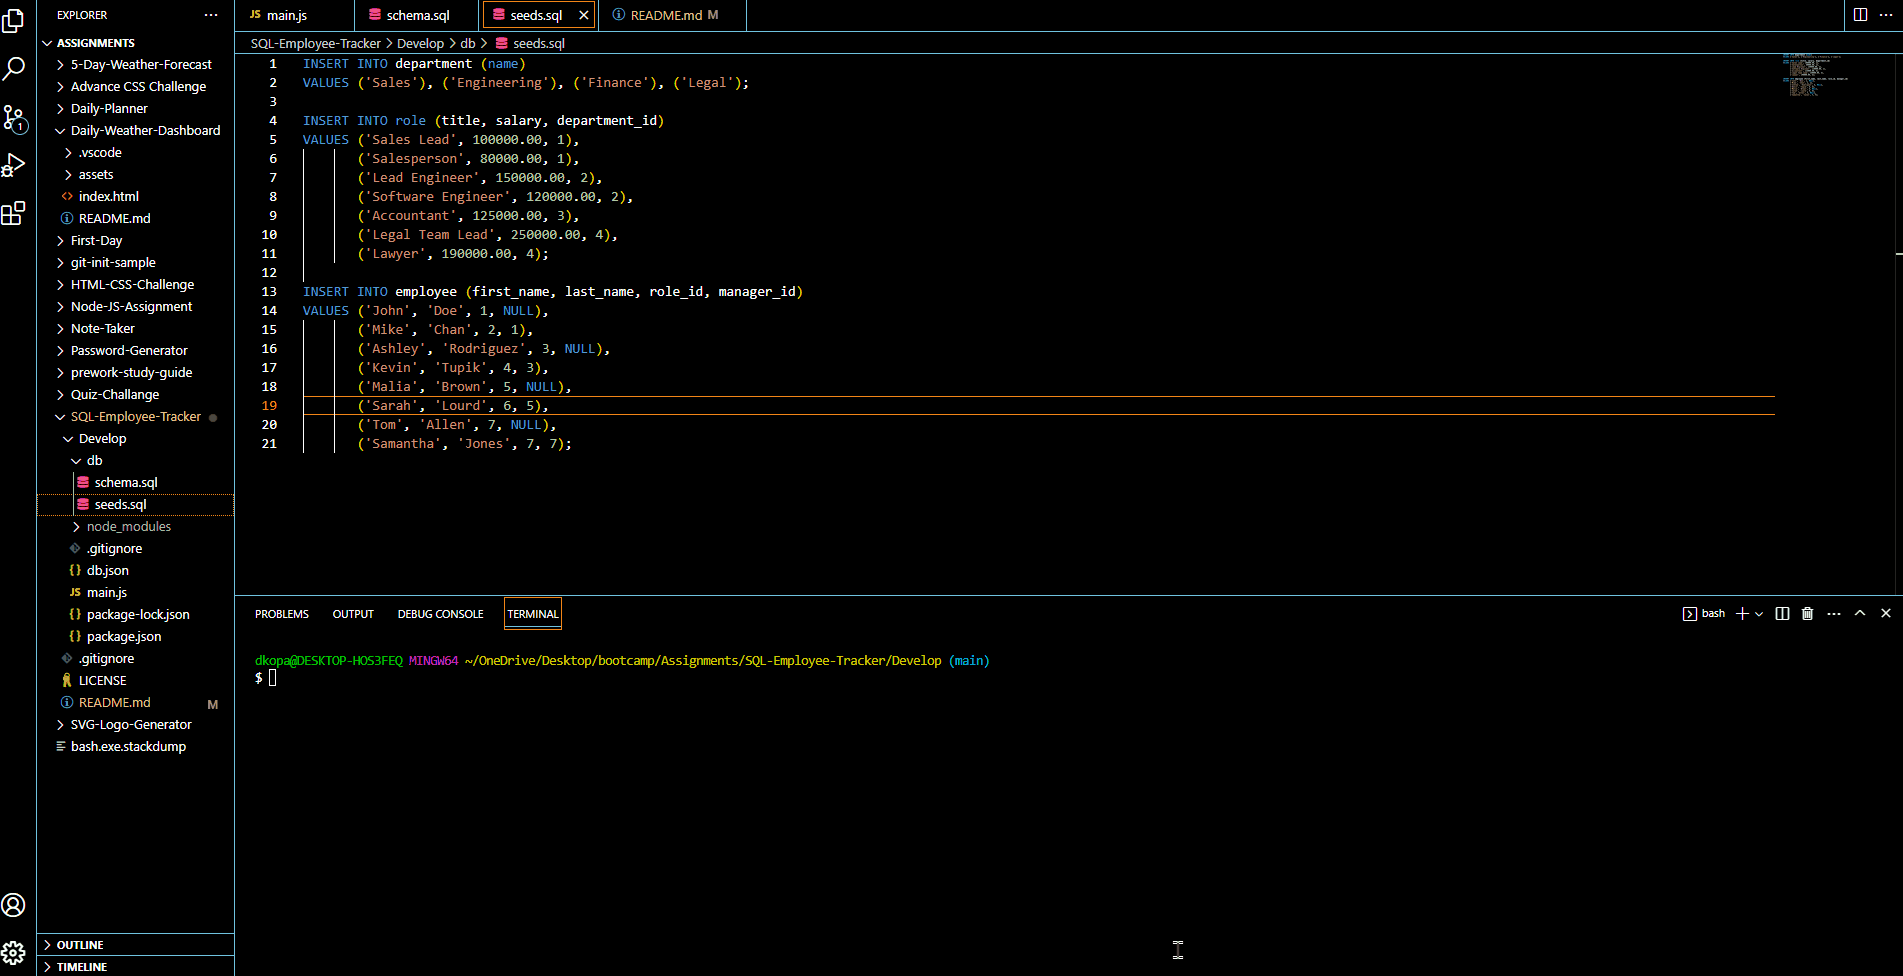 EXPLORER
ASSIGNMENTS
5-Day-Weather-Forecast
Advance CSS Challenge
Daily-Planner
Daily-Weather-Dashboard
.vscode
assets
index.html
README.md
First-Day
git-init-sample
HTML-CSS-Challenge
Node-JS-Assignment
Note-Taker
Password-Generator
prework-study-guide
Quiz-Challange
SQL-Employee-Tracker
Develop
db
schema.sql
seeds.sql
node_modules
.gitignore
db.json
JS main.js
package-lock.json
package.json
.gitignore
LICENSE
README.md M
SVG-Logo-Generator
bash.exe.stackdump
OUTLINE
TIMELINE
1
JS main.js
schema.sql
seeds.sql
README.md M
SQL-Employee-Tracker > Develop > db > seeds.sql
1 INSERT INTO department (name)
2 VALUES ('Sales'), ('Engineering'), ('Finance'), ('Legal');
3
4 INSERT INTO role (title, salary, department_id)
5 VALUES ('Sales Lead', 100000.00, 1),
6 ('Salesperson', 80000.00, 1),
7 ('Lead Engineer', 150000.00, 2),
8 ('Software Engineer', 120000.00, 2),
9 ('Accountant', 125000.00, 3),
10 ('Legal Team Lead', 250000.00, 4),
11 ('Lawyer', 190000.00, 4);
12
13 INSERT INTO employee (first_name, last_name, role_id, manager_id)
14 VALUES ('John', 'Doe', 1, NULL),
15 ('Mike', 'Chan', 2, 1),
16 ('Ashley', 'Rodriguez', 3, NULL),
17 ('Kevin', 'Tupik', 4, 3),
18 ('Malia', 'Brown', 5, NULL),
19 ('Sarah', 'Lourd', 6, 5),
20 ('Tom', 'Allen', 7, NULL),
21 ('Samantha', 'Jones', 7, 7);
PROBLEMS OUTPUT DEBUG CONSOLE TERMINAL
bash
dkopa@DESKTOP-HOS3FEQ MINGW64 ~/OneDrive/Desktop/bootcamp/Assignments/SQL-Employee-Tracker/Develop (main)
$